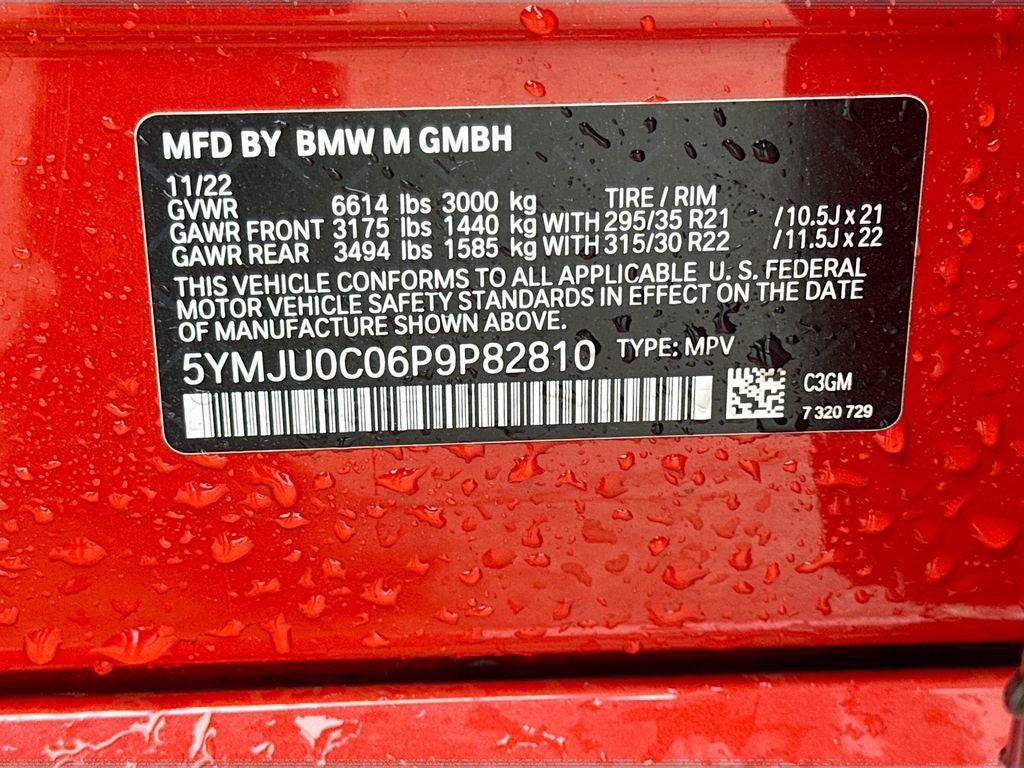 MFD BY BMW M GMBH
11/22 TIRE / RIM
GVWR 6614 lbs 3000 kg
GAWR FRONT 3175 lbs 1440 kg WITH 295/35 R21 /10.5J x 21
GAWR REAR 3494 lbs 1585 kg WITH 315/30 R22 /11.5J x 22
THIS VEHICLE CONFORMS TO ALL APPLICABLE U. S. FEDERAL
MOTOR VEHICLE SAFETY STANDARDS IN EFFECT ON THE DATE
OF MANUFACTURE SHOWN ABOVE.
5YMJU0C06P9P82810 TYPE: MPV
C3GM
7 320 729